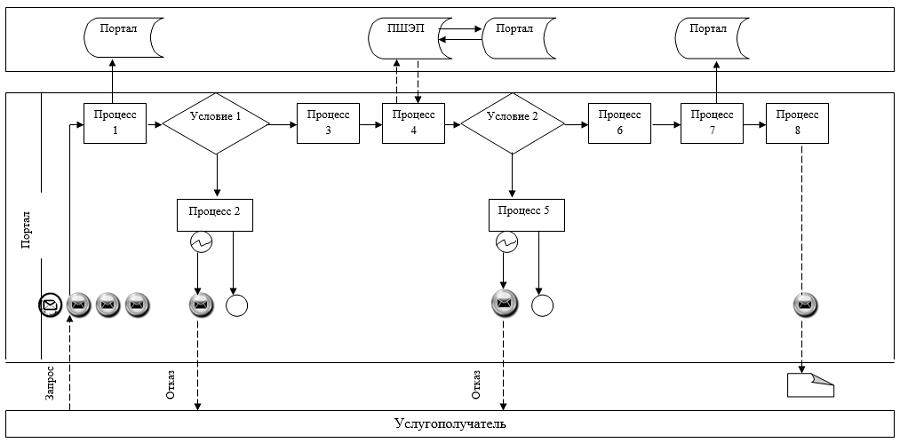 Портал
ПШЭП
Портал
Портал
Процесс
1
Условие 1
Процесс
3
Процесс
4
Условие 2
Процесс
6
Процесс
7
Процесс
8
Процесс 2
Процесс 5
Портал
Запрос
Отказ
Отказ
Услугополучатель